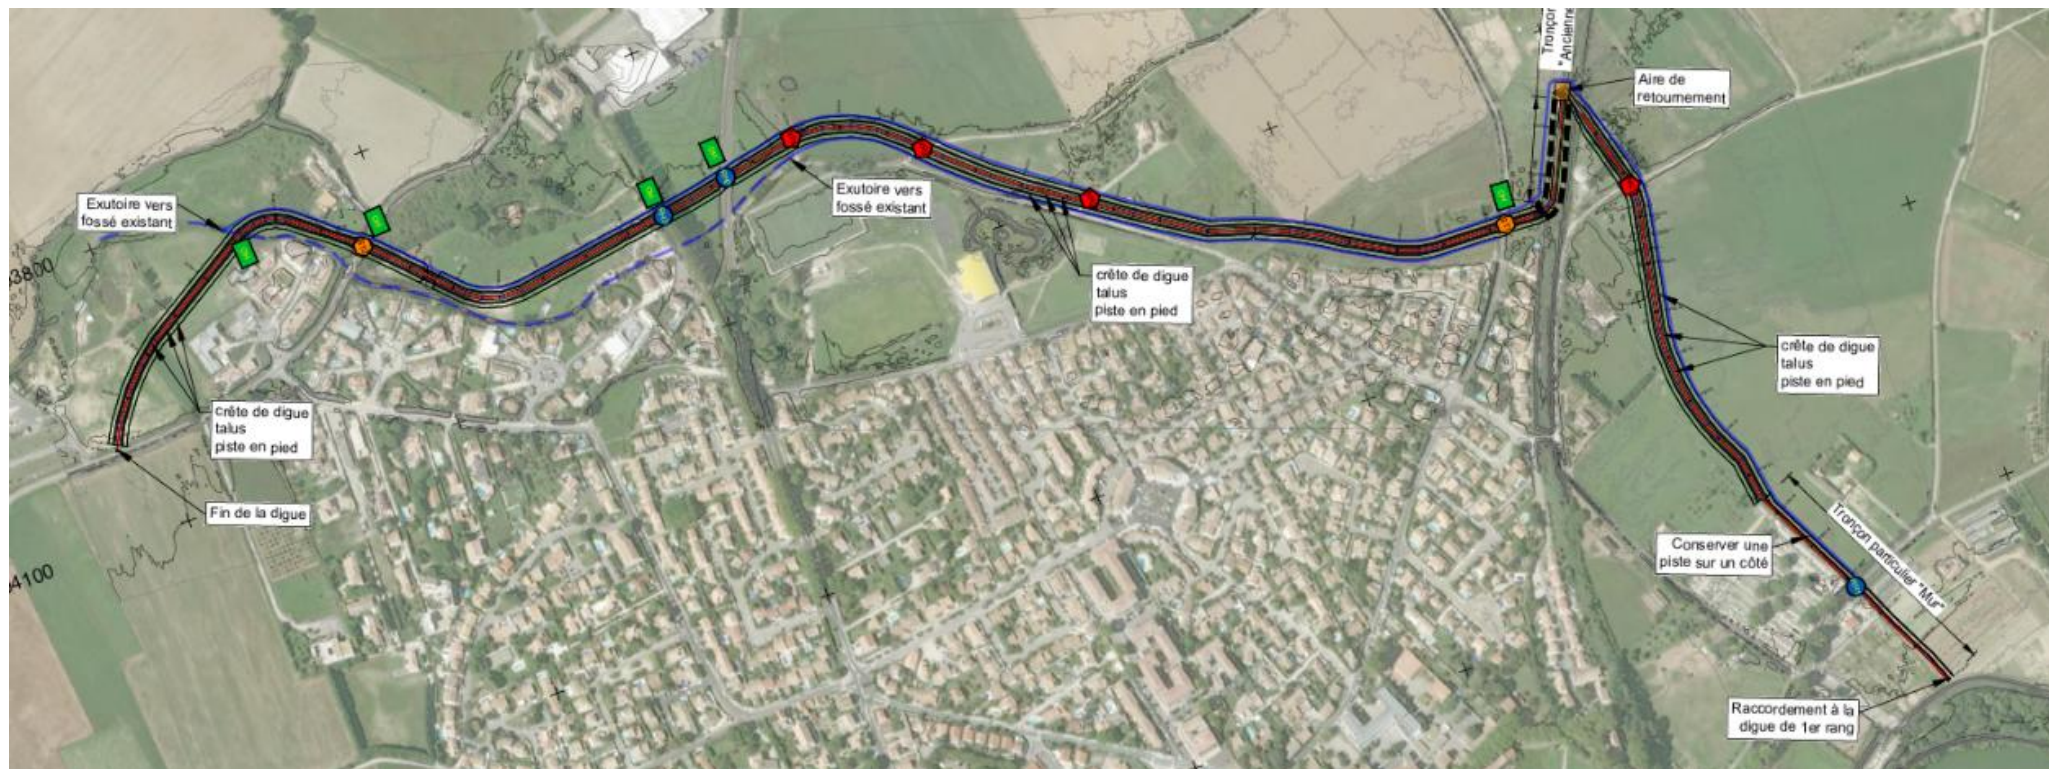 Tronçon
"Ancienne
Aire de
retournement
Exutoire vers
fossé existant
Exutoire vers
fossé existant
3800
crête de digue
talus
piste en pied
crête de digue
talus
piste en pied
crête de digue
talus
piste en pied
Fin de la digue
Tronçon particulier "Mur"
Conserver une
piste sur un côté
4100
Raccordement à la
digue de 1er rang